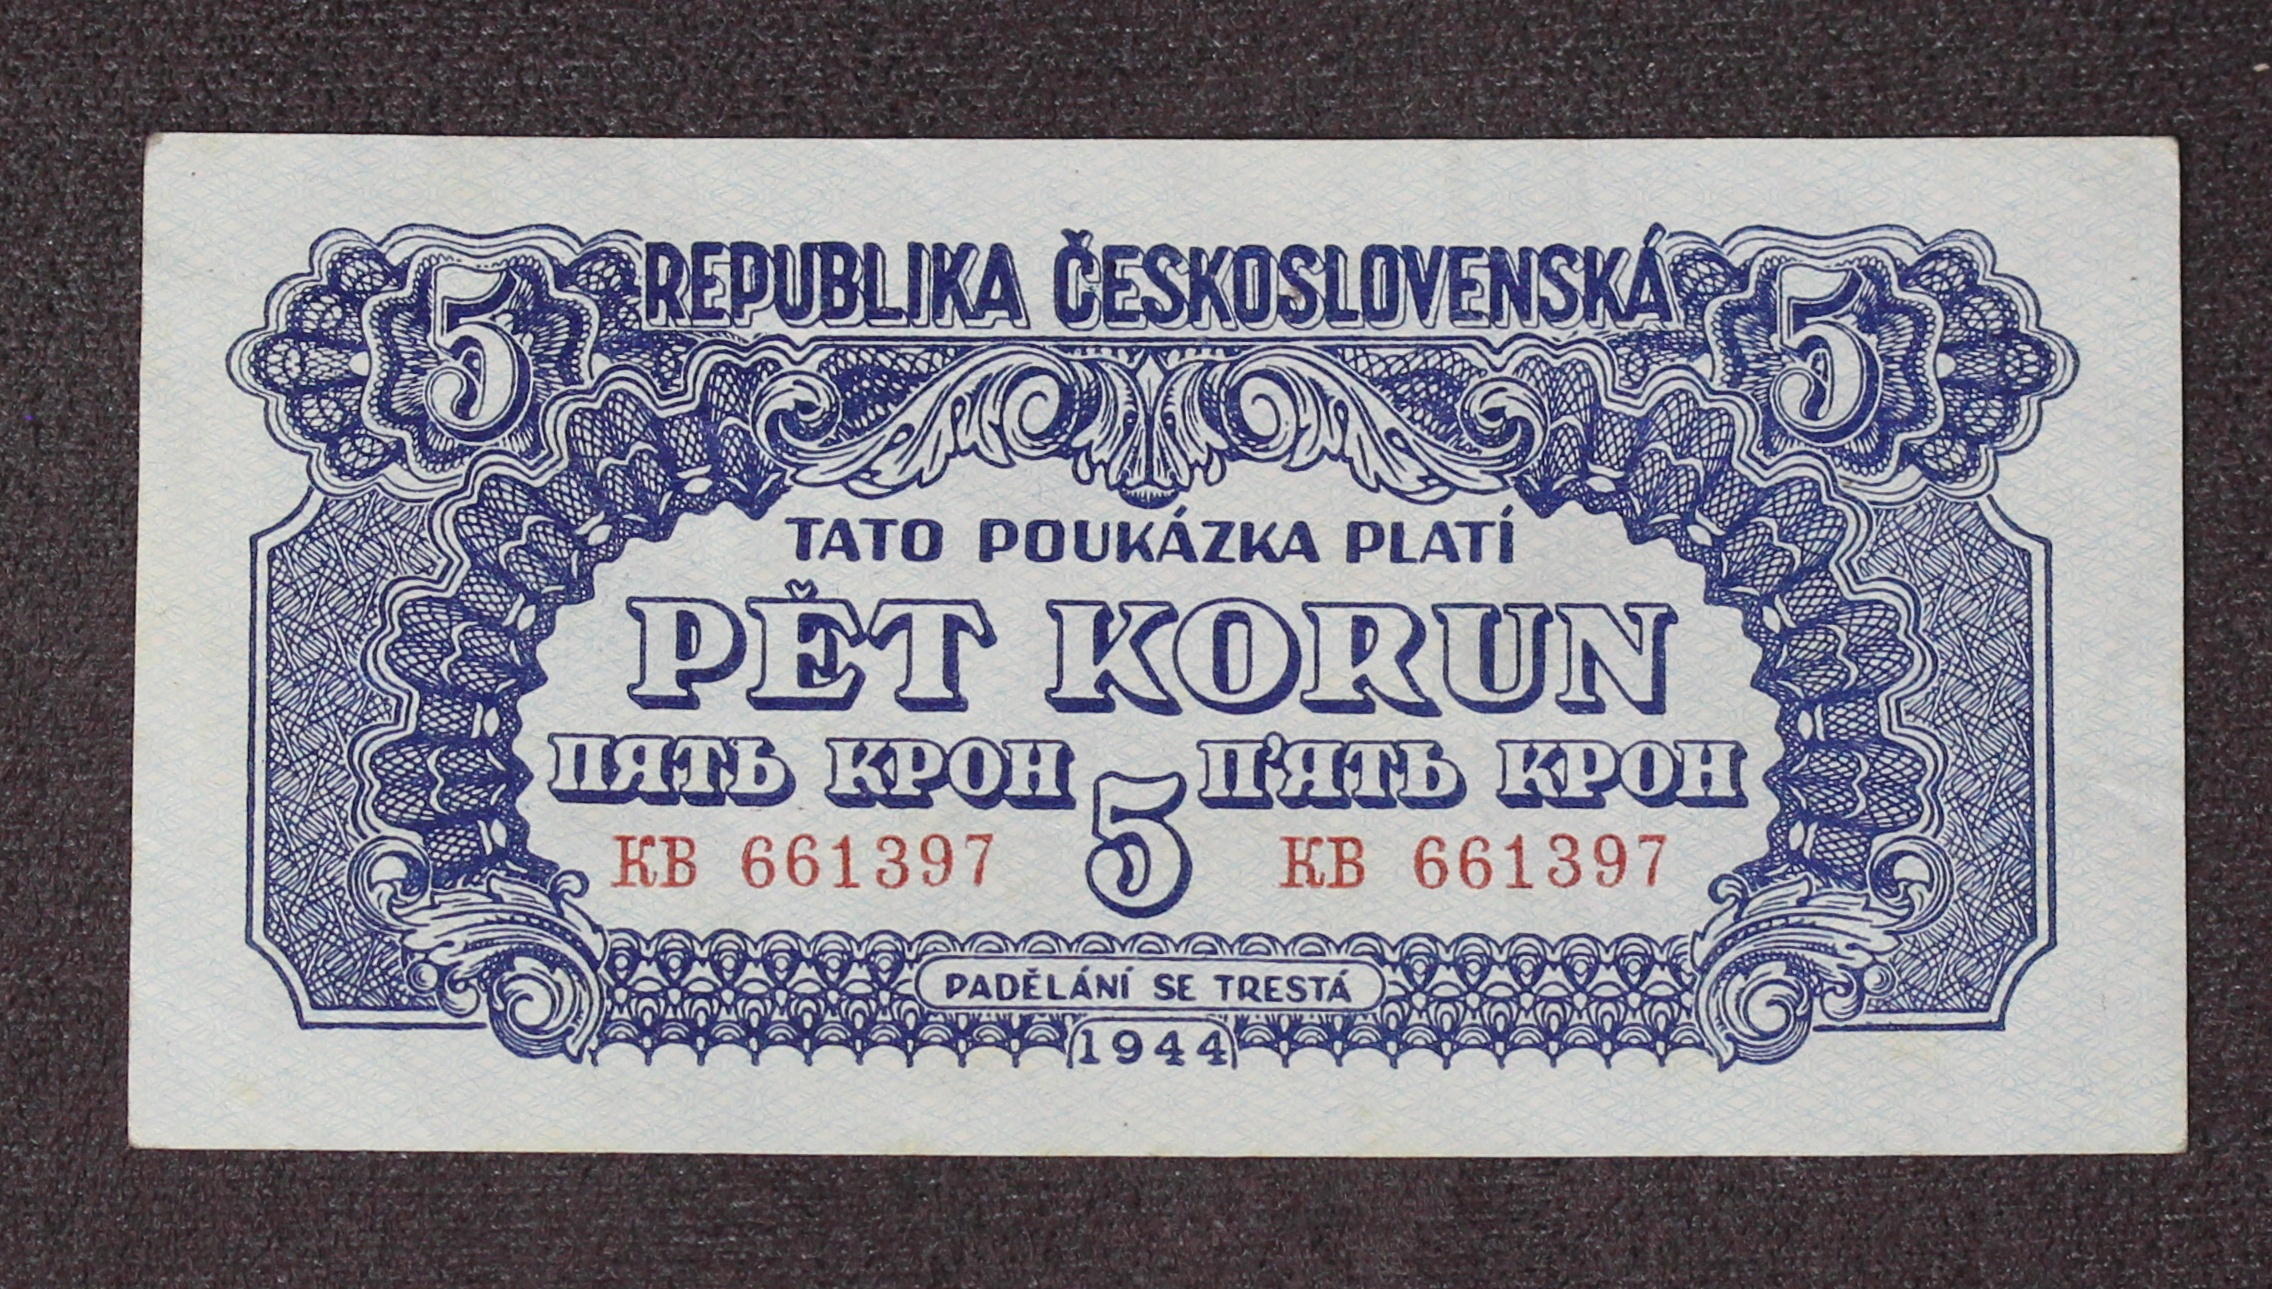 5 REPUBLIKA ČESKOSLOVENSKÁ 5
TATO POUKÁZKA PLATÍ
PĚT KORUN
ПЯТЬ КРОН П'ЯТЬ КРОН
5
КВ 661397 КВ 661397
PADĚLÁNÍ SE TRESTÁ
1944